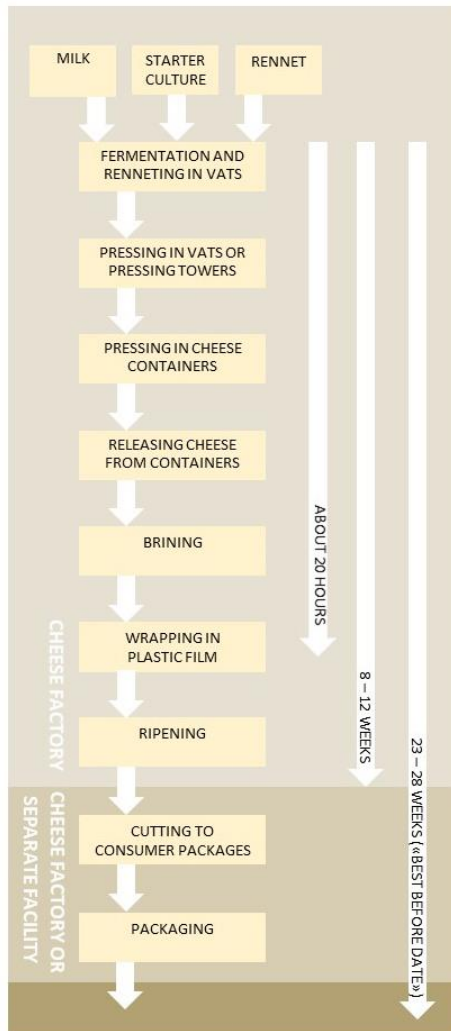 MILK
STARTER
CULTURE
RENNET
FERMENTATION AND
RENNETING IN VATS
PRESSING IN VATS OR
PRESSING TOWERS
PRESSING IN CHEESE
CONTAINERS
RELEASING CHEESE
FROM CONTAINERS
BRINING
WRAPPING IN
PLASTIC FILM
RIPENING
CUTTING TO
CONSUMER PACKAGES
PACKAGING
ABOUT 20 HOURS
8 – 12 WEEKS
23 – 28 WEEKS («BEST BEFORE DATE»)
CHEESE FACTORY
CHEESE FACTORY OR
SEPARATE FACILITY